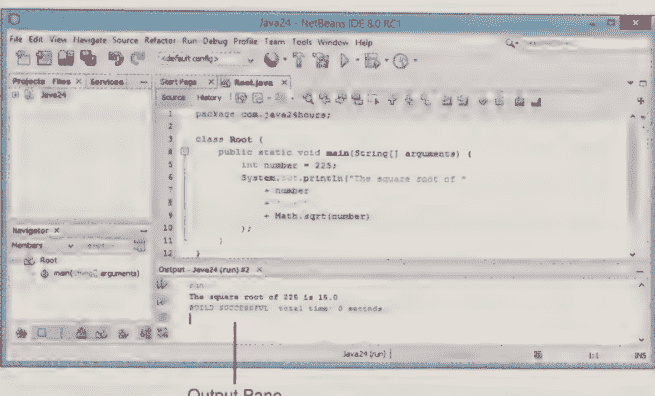 Java24 - NetBeans IDE 8.0 RC1
File Edit View Navigate Source Refactor Run Debug Profile Team Tools Window Help
<default config>
Projects Files × Services
Start Page × Root.java ×
Java24
Source History
1 package com.java24hours;
2
3 class Root {
4 public static void main(String[] arguments) {
5 int number = 225;
6 System.out.println("The square root of "
7 + number
8 +
9 + Math.sqrt(number)
10 );
11 }
12 }
Navigator ×
Members
Root
main(String[] arguments)
Output - Java24 (run) #2 ×
run:
The square root of 225 is 15.0
BUILD SUCCESSFUL total time: 0 seconds
Java24 (run)
1:1 INS
Output Pane